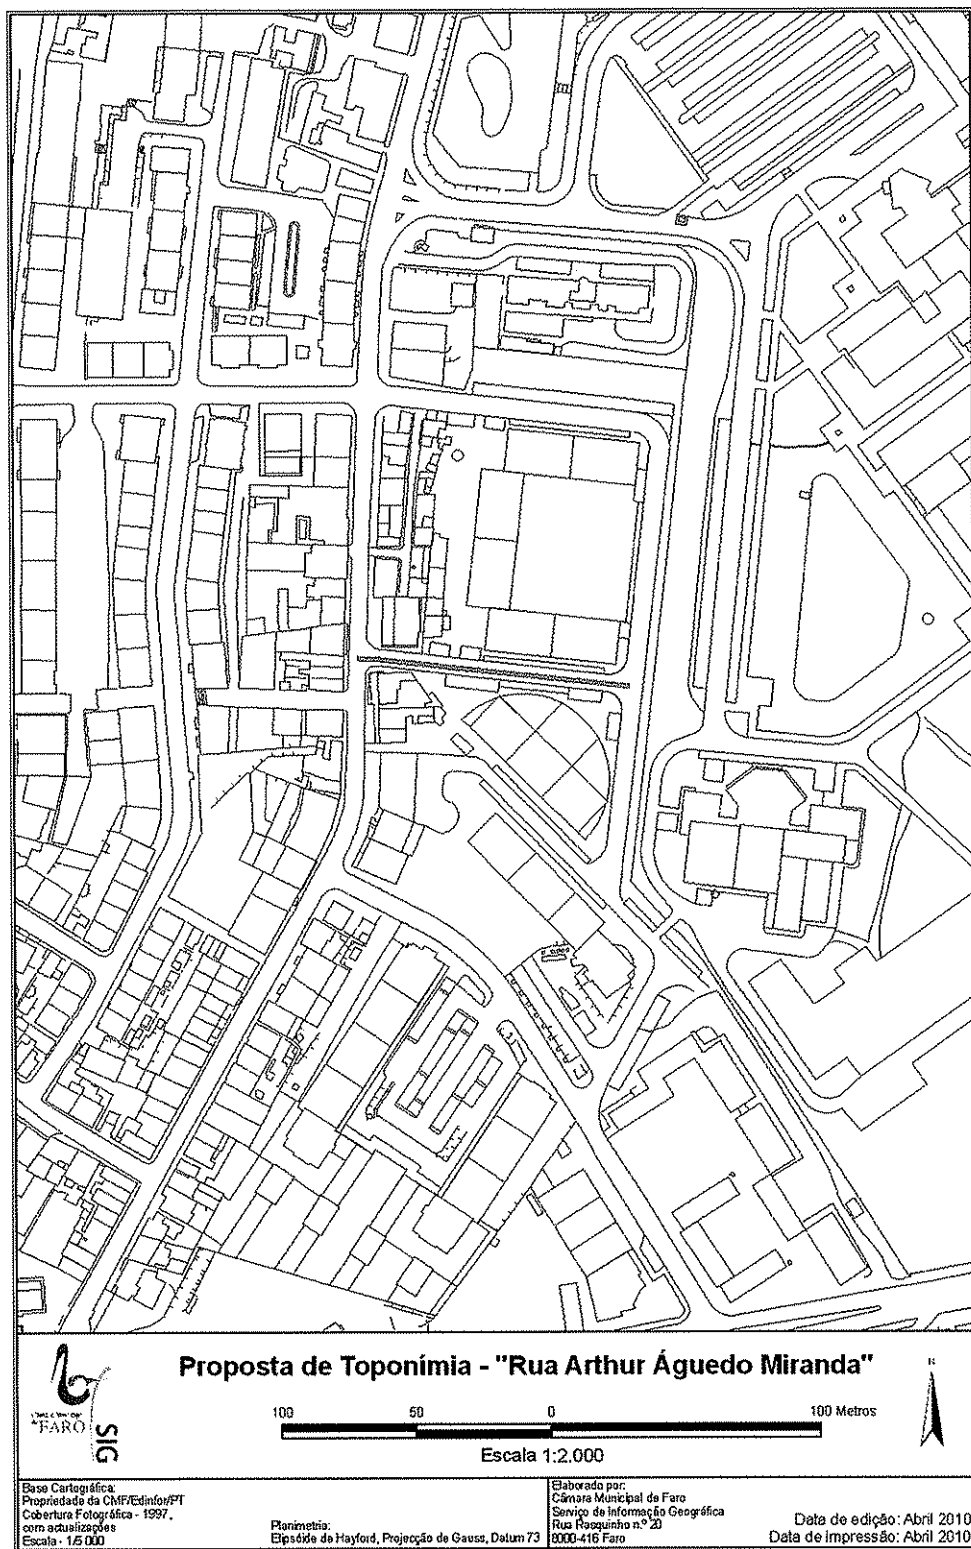 Proposta de Toponímia - "Rua Arthur Águedo Miranda"
FARO
SIG
100 50 0 100 Metros
Escala 1:2.000
N
Base Cartográfica:
Propriedade da CMF/Edinfor/PT
Cobertura Fotográfica - 1997,
com actualizações
Escala - 1/5 000
Planimetria:
Elipsóide de Hayford, Projecção de Gauss, Datum 73
Elaborado por:
Câmara Municipal de Faro
Serviço de Informação Geográfica
Rua Rasquinho n.º 20
8000-416 Faro
Data de edição: Abril 2010
Data de impressão: Abril 2010